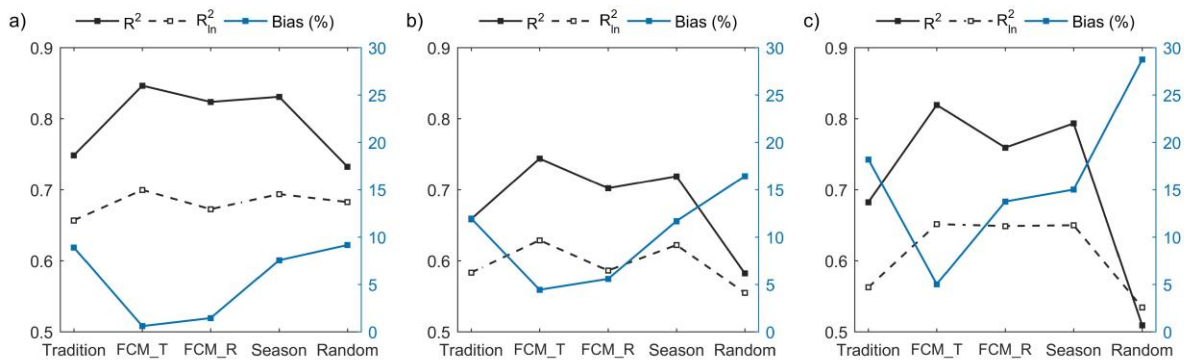 a) R² R²ln Bias (%)
0.9 0.8 0.7 0.6 0.5
30 25 20 15 10 5 0
Tradition FCM_T FCM_R Season Random
b) R² R²ln Bias (%)
0.9 0.8 0.7 0.6 0.5
30 25 20 15 10 5 0
Tradition FCM_T FCM_R Season Random
c) R² R²ln Bias (%)
0.9 0.8 0.7 0.6 0.5
30 25 20 15 10 5 0
Tradition FCM_T FCM_R Season Random